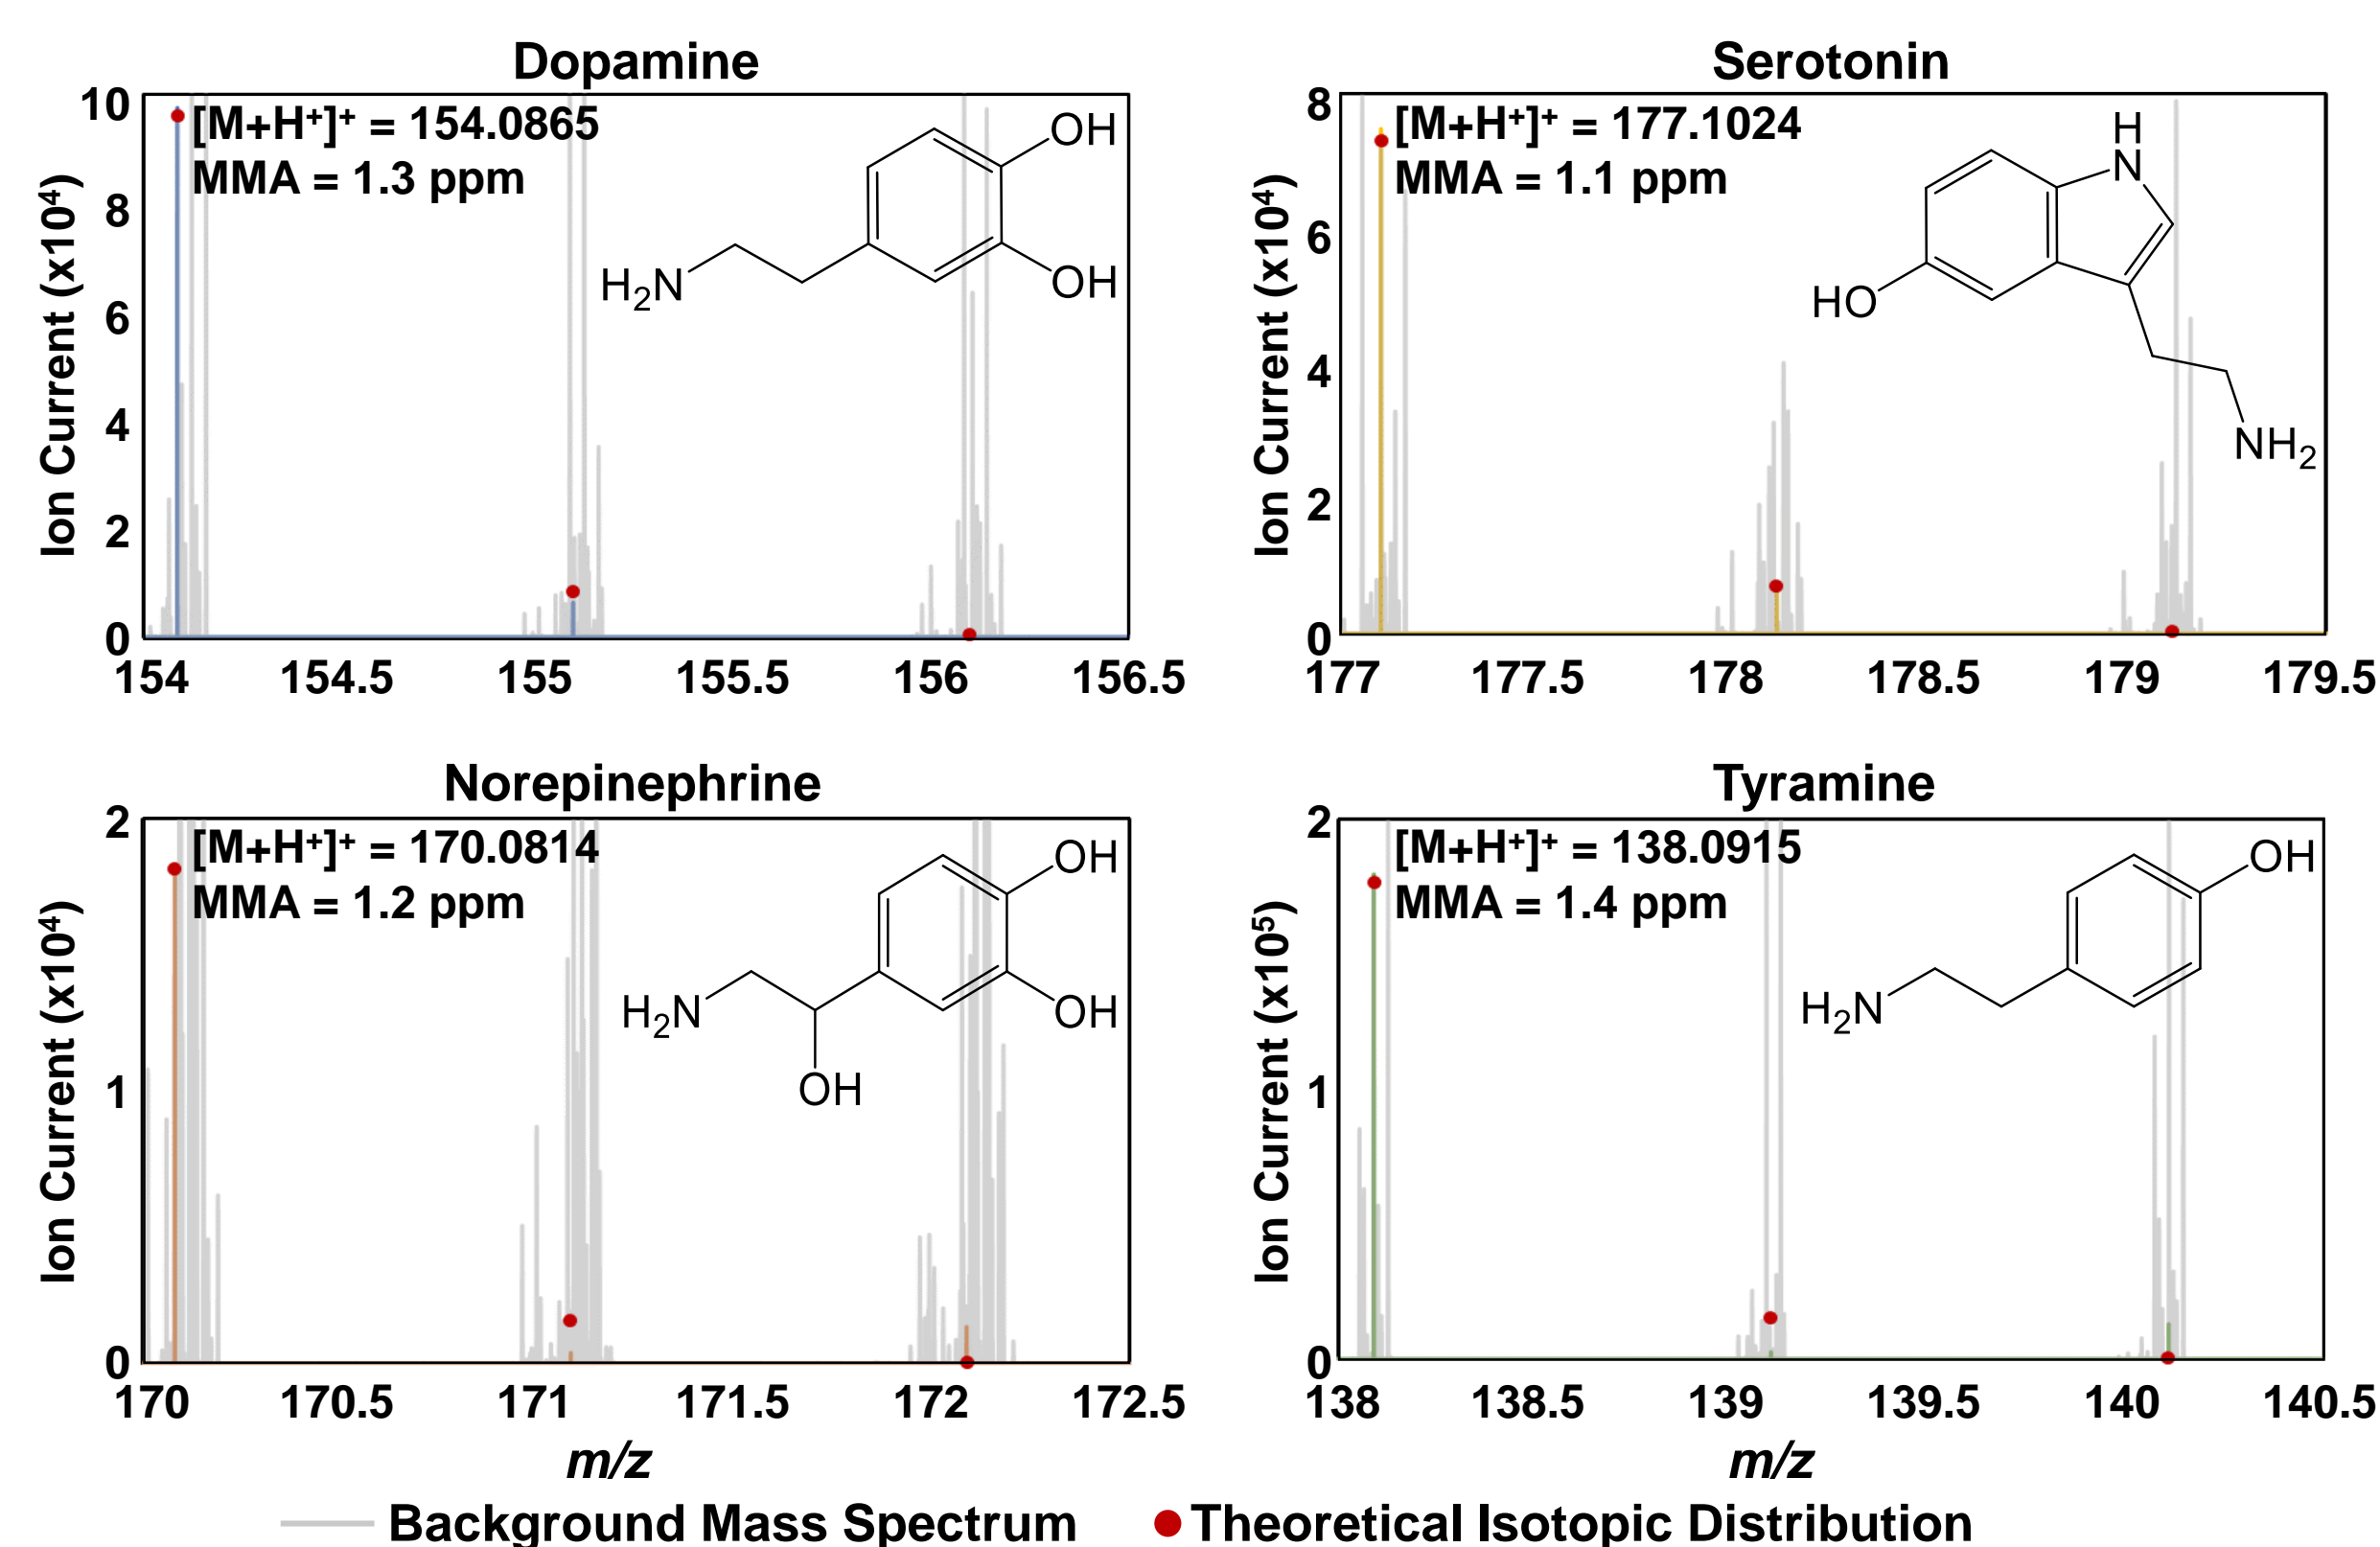 Dopamine
Serotonin
10
8
6
4
2
0
Ion Current (x10⁴)
[M+H⁺]⁺ = 154.0865
MMA = 1.3 ppm
OH
OH
H₂N
154
154.5
155
155.5
156
156.5
8
6
4
2
0
Ion Current (x10⁴)
[M+H⁺]⁺ = 177.1024
MMA = 1.1 ppm
H
N
HO
NH₂
177
177.5
178
178.5
179
179.5
Norepinephrine
Tyramine
2
1
0
Ion Current (x10⁴)
[M+H⁺]⁺ = 170.0814
MMA = 1.2 ppm
OH
OH
H₂N
OH
170
170.5
171
171.5
172
172.5
m/z
2
1
0
Ion Current (x10⁵)
[M+H⁺]⁺ = 138.0915
MMA = 1.4 ppm
OH
H₂N
138
138.5
139
139.5
140
140.5
m/z
Background Mass Spectrum
Theoretical Isotopic Distribution